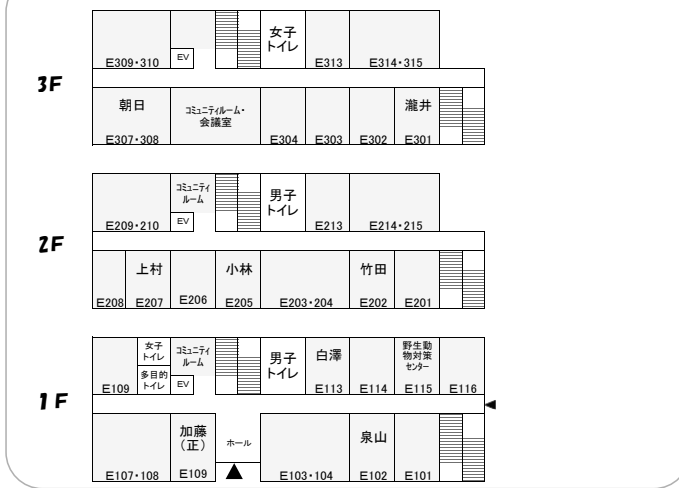 3F
女子
トイレ
E309・310
EV
E313
E314・315
朝日
コミュニティルーム・
会議室
瀧井
E307・308
E304
E303
E302
E301
2F
コミュニティ
ルーム
男子
トイレ
E209・210
EV
E213
E214・215
上村
小林
竹田
E208
E207
E206
E205
E203・204
E202
E201
1F
女子
トイレ
多目的
トイレ
コミュニティ
ルーム
EV
男子
トイレ
白澤
野生動
物対策
センター
E109
E113
E114
E115
E116
加藤
(正)
ホール
泉山
E107・108
E109
E103・104
E102
E101